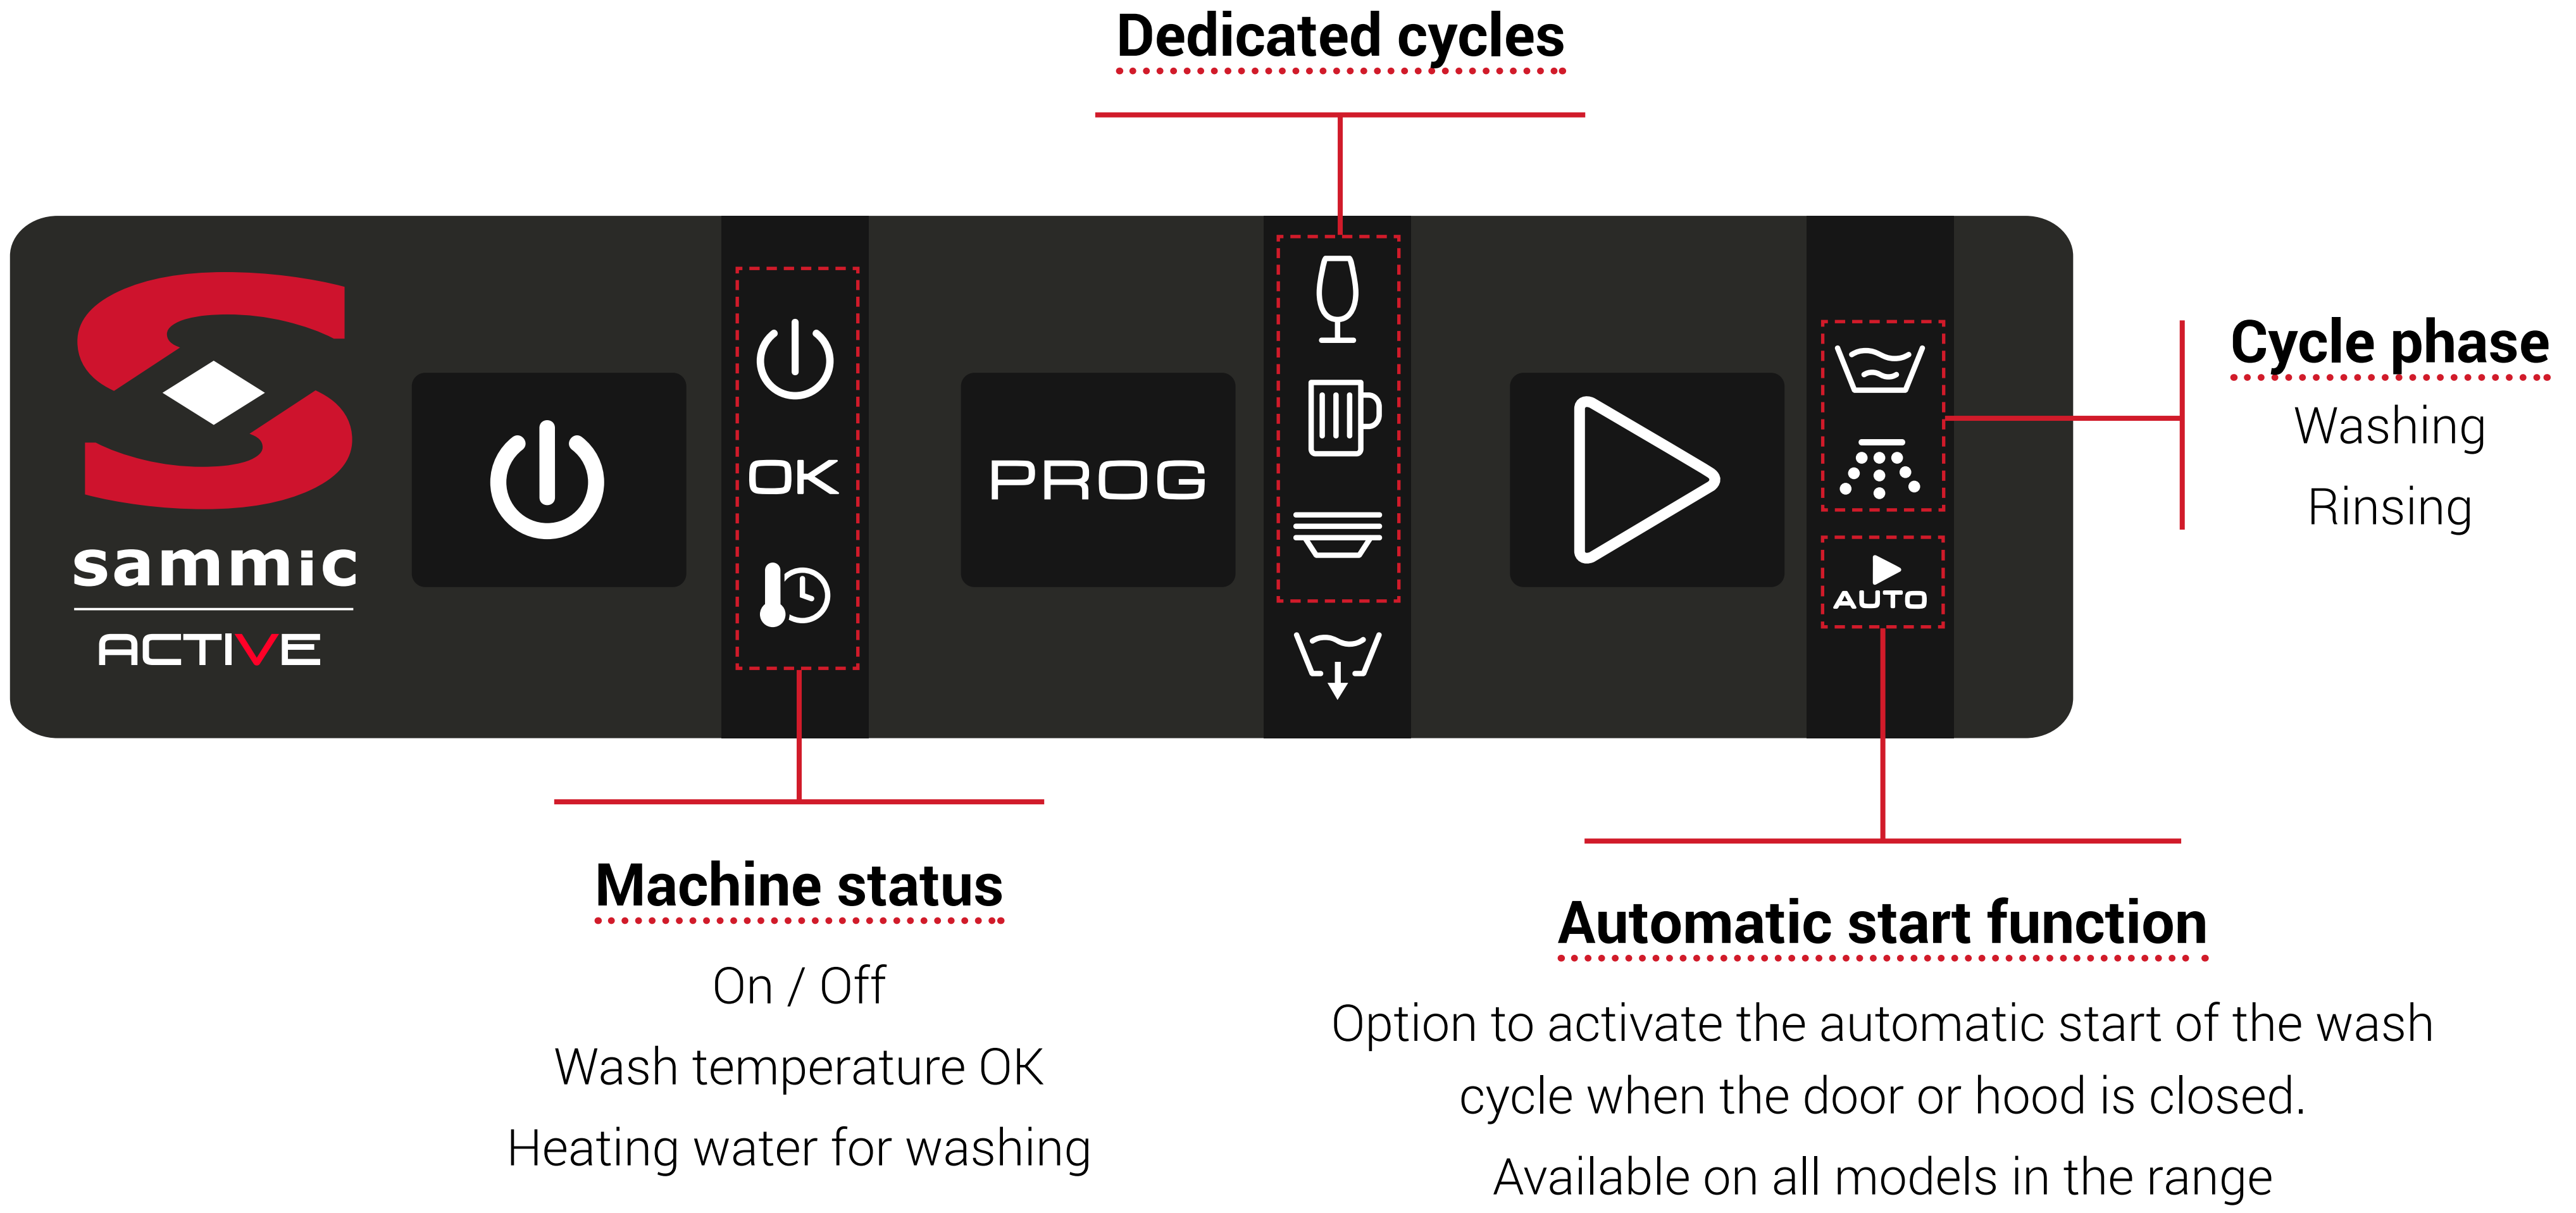 Dedicated cycles
sammic
ACTIVE
OK
PROG
AUTO
Cycle phase
Washing
Rinsing
Machine status
On / Off
Wash temperature OK
Heating water for washing
Automatic start function
Option to activate the automatic start of the wash
cycle when the door or hood is closed.
Available on all models in the range